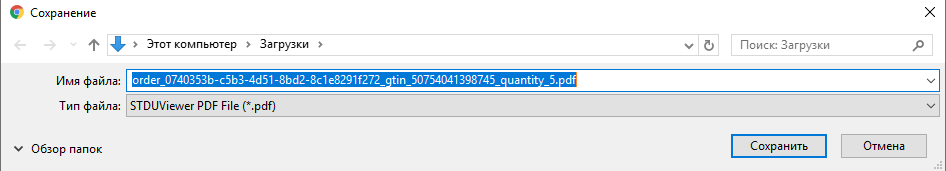 Сохранение
Этот компьютер Загрузки
Поиск: Загрузки
Имя файла: order_0740353b-c5b3-4d51-8bd2-8c1e8291f272_gtin_50754041398745_quantity_5.pdf
Тип файла: STDUViewer PDF File (*.pdf)
Обзор папок
Сохранить
Отмена